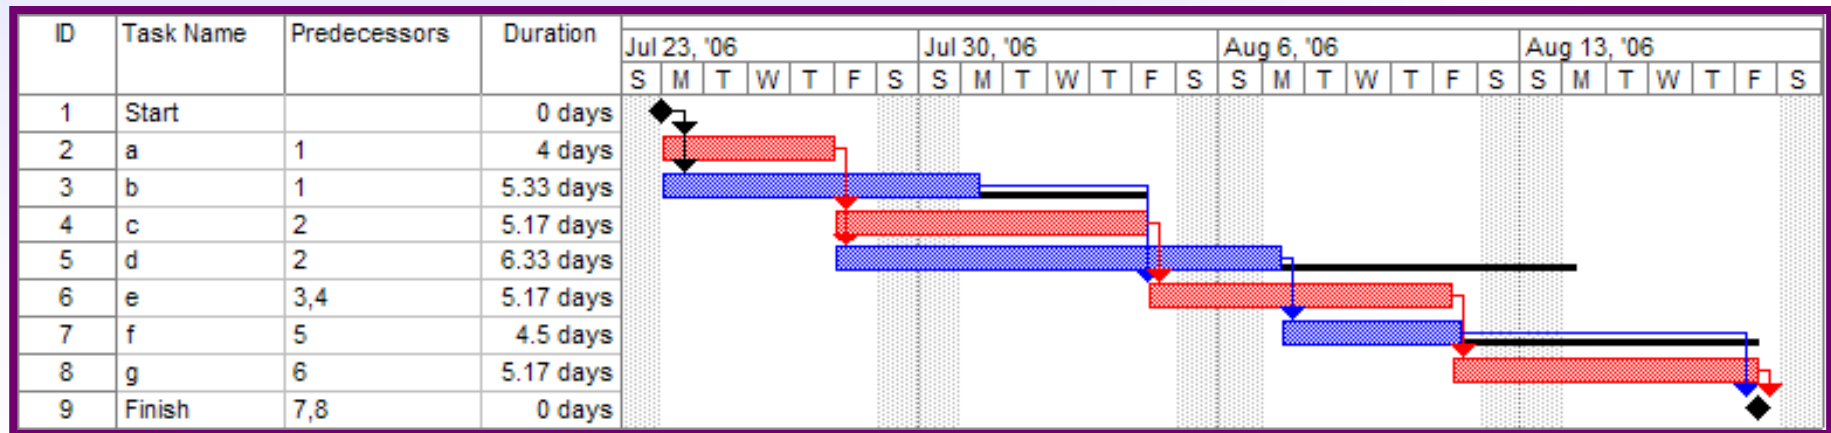 ID Task Name Predecessors Duration
Jul 23, '06 Jul 30, '06 Aug 6, '06 Aug 13, '06
S M T W T F S S M T W T F S S M T W T F S S M T W T F S
1 Start 0 days
2 a 1 4 days
3 b 1 5.33 days
4 c 2 5.17 days
5 d 2 6.33 days
6 e 3,4 5.17 days
7 f 5 4.5 days
8 g 6 5.17 days
9 Finish 7,8 0 days